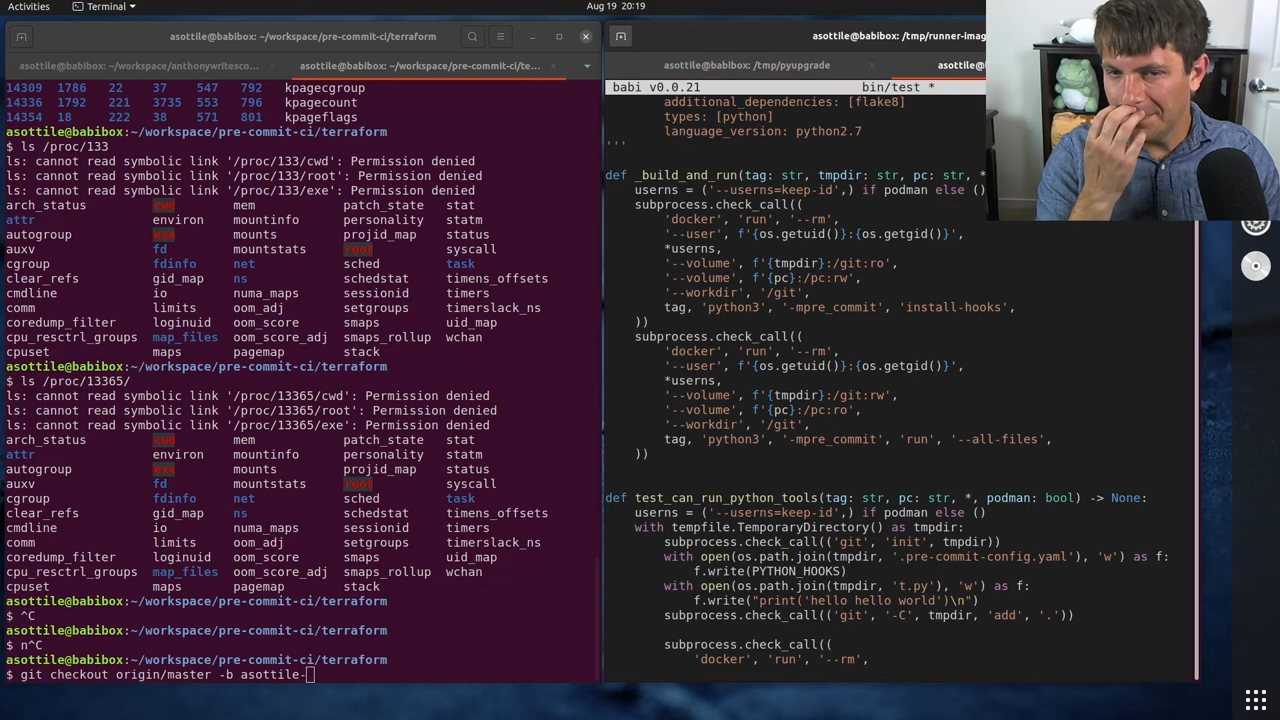 Activities
Terminal
Aug 19 20:19
asottile@babibox: ~/workspace/pre-commit-ci/terraform
asottile@babibox: ~/workspace/anthonywritesco...
asottile@babibox: ~/workspace/pre-commit-ci/te...
14309 1786 22 37 547 792 kpagecgroup
14336 1792 221 3735 553 796 kpagecount
14354 18 222 38 571 801 kpageflags
asottile@babibox:~/workspace/pre-commit-ci/terraform
$ ls /proc/133
ls: cannot read symbolic link '/proc/133/cwd': Permission denied
ls: cannot read symbolic link '/proc/133/root': Permission denied
ls: cannot read symbolic link '/proc/133/exe': Permission denied
arch_status cwd mem patch_state stat
attr environ mountinfo personality statm
autogroup exe mounts projid_map status
auxv fd mountstats root syscall
cgroup fdinfo net sched task
clear_refs gid_map ns schedstat timens_offsets
cmdline io numa_maps sessionid timers
comm limits oom_adj setgroups timerslack_ns
coredump_filter loginuid oom_score smaps uid_map
cpu_resctrl_groups map_files oom_score_adj smaps_rollup wchan
cpuset maps pagemap stack
asottile@babibox:~/workspace/pre-commit-ci/terraform
$ ls /proc/13365/
ls: cannot read symbolic link '/proc/13365/cwd': Permission denied
ls: cannot read symbolic link '/proc/13365/root': Permission denied
ls: cannot read symbolic link '/proc/13365/exe': Permission denied
arch_status cwd mem patch_state stat
attr environ mountinfo personality statm
autogroup exe mounts projid_map status
auxv fd mountstats root syscall
cgroup fdinfo net sched task
clear_refs gid_map ns schedstat timens_offsets
cmdline io numa_maps sessionid timers
comm limits oom_adj setgroups timerslack_ns
coredump_filter loginuid oom_score smaps uid_map
cpu_resctrl_groups map_files oom_score_adj smaps_rollup wchan
cpuset maps pagemap stack
asottile@babibox:~/workspace/pre-commit-ci/terraform
$ ^C
asottile@babibox:~/workspace/pre-commit-ci/terraform
$ n^C
asottile@babibox:~/workspace/pre-commit-ci/terraform
$ git checkout origin/master -b asottile-
asottile@babibox: /tmp/runner-imag
asottile@babibox: /tmp/pyupgrade
asottile@b
babi v0.0.21 bin/test *
additional_dependencies: [flake8]
types: [python]
language_version: python2.7
'''
def _build_and_run(tag: str, tmpdir: str, pc: str, *
userns = ('--userns=keep-id',) if podman else ()
subprocess.check_call((
'docker', 'run', '--rm',
'--user', f'{os.getuid()}:{os.getgid()}',
*userns,
'--volume', f'{tmpdir}:/git:ro',
'--volume', f'{pc}:/pc:rw',
'--workdir', '/git',
tag, 'python3', '-mpre_commit', 'install-hooks',
))
subprocess.check_call((
'docker', 'run', '--rm',
'--user', f'{os.getuid()}:{os.getgid()}',
*userns,
'--volume', f'{tmpdir}:/git:rw',
'--volume', f'{pc}:/pc:ro',
'--workdir', '/git',
tag, 'python3', '-mpre_commit', 'run', '--all-files',
))
def test_can_run_python_tools(tag: str, pc: str, *, podman: bool) -> None:
userns = ('--userns=keep-id',) if podman else ()
with tempfile.TemporaryDirectory() as tmpdir:
subprocess.check_call(('git', 'init', tmpdir))
with open(os.path.join(tmpdir, '.pre-commit-config.yaml'), 'w') as f:
f.write(PYTHON_HOOKS)
with open(os.path.join(tmpdir, 't.py'), 'w') as f:
f.write("print('hello hello world')\n")
subprocess.check_call(('git', '-C', tmpdir, 'add', '.'))
subprocess.check_call((
'docker', 'run', '--rm',